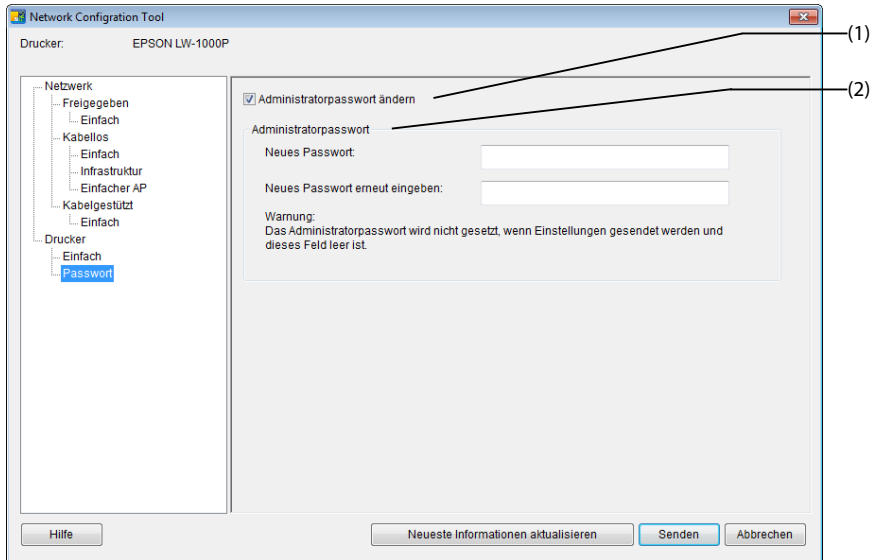 Network Configration Tool
Drucker: EPSON LW-1000P
(1)
(2)
Netzwerk
Freigegeben
Einfach
Kabellos
Einfach
Infrastruktur
Einfacher AP
Kabelgestützt
Einfach
Drucker
Einfach
Passwort
Administratorpasswort ändern
Administratorpasswort
Neues Passwort:
Neues Passwort erneut eingeben:
Warnung:
Das Administratorpasswort wird nicht gesetzt, wenn Einstellungen gesendet werden und
dieses Feld leer ist.
Hilfe
Neueste Informationen aktualisieren
Senden
Abbrechen